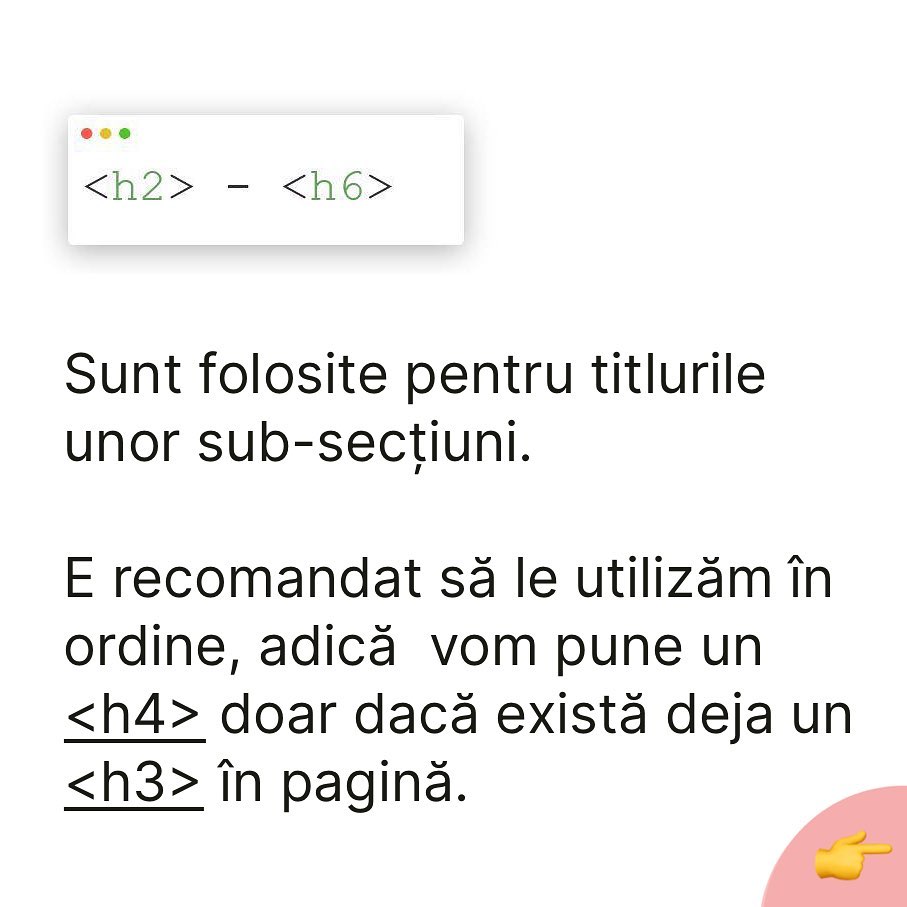 <h2> - <h6>
Sunt folosite pentru titlurile
unor sub-secțiuni.
E recomandat să le utilizăm în
ordine, adică  vom pune un
<h4> doar dacă există deja un
<h3> în pagină.